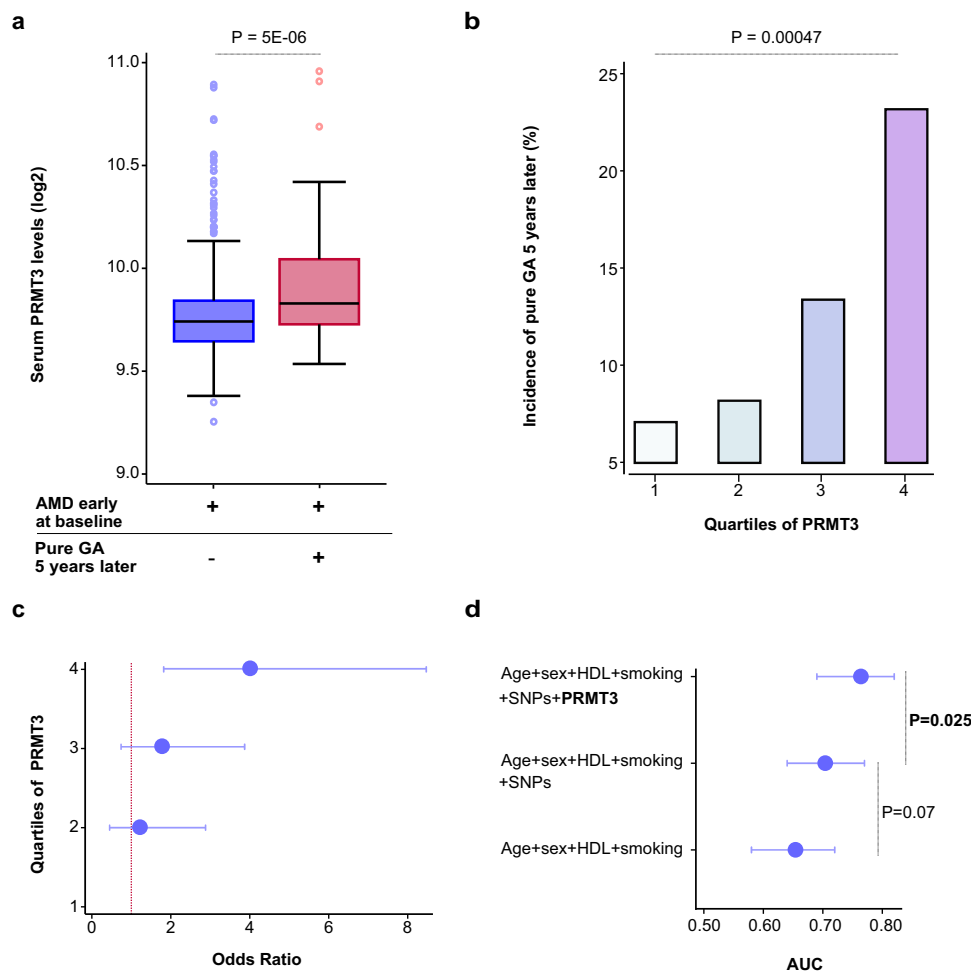 a
P = 5E-06
Serum PRMT3 levels (log2)
11.0
10.5
10.0
9.5
9.0
AMD early
at baseline
+
+
Pure GA
5 years later
-
+
b
P = 0.00047
Incidence of pure GA 5 years later (%)
25
20
15
10
5
1
2
3
4
Quartiles of PRMT3
c
Quartiles of PRMT3
4
3
2
1
0
2
4
6
8
Odds Ratio
d
Age+sex+HDL+smoking
+SNPs+PRMT3
Age+sex+HDL+smoking
+SNPs
Age+sex+HDL+smoking
P=0.025
P=0.07
0.50
0.60
0.70
0.80
AUC